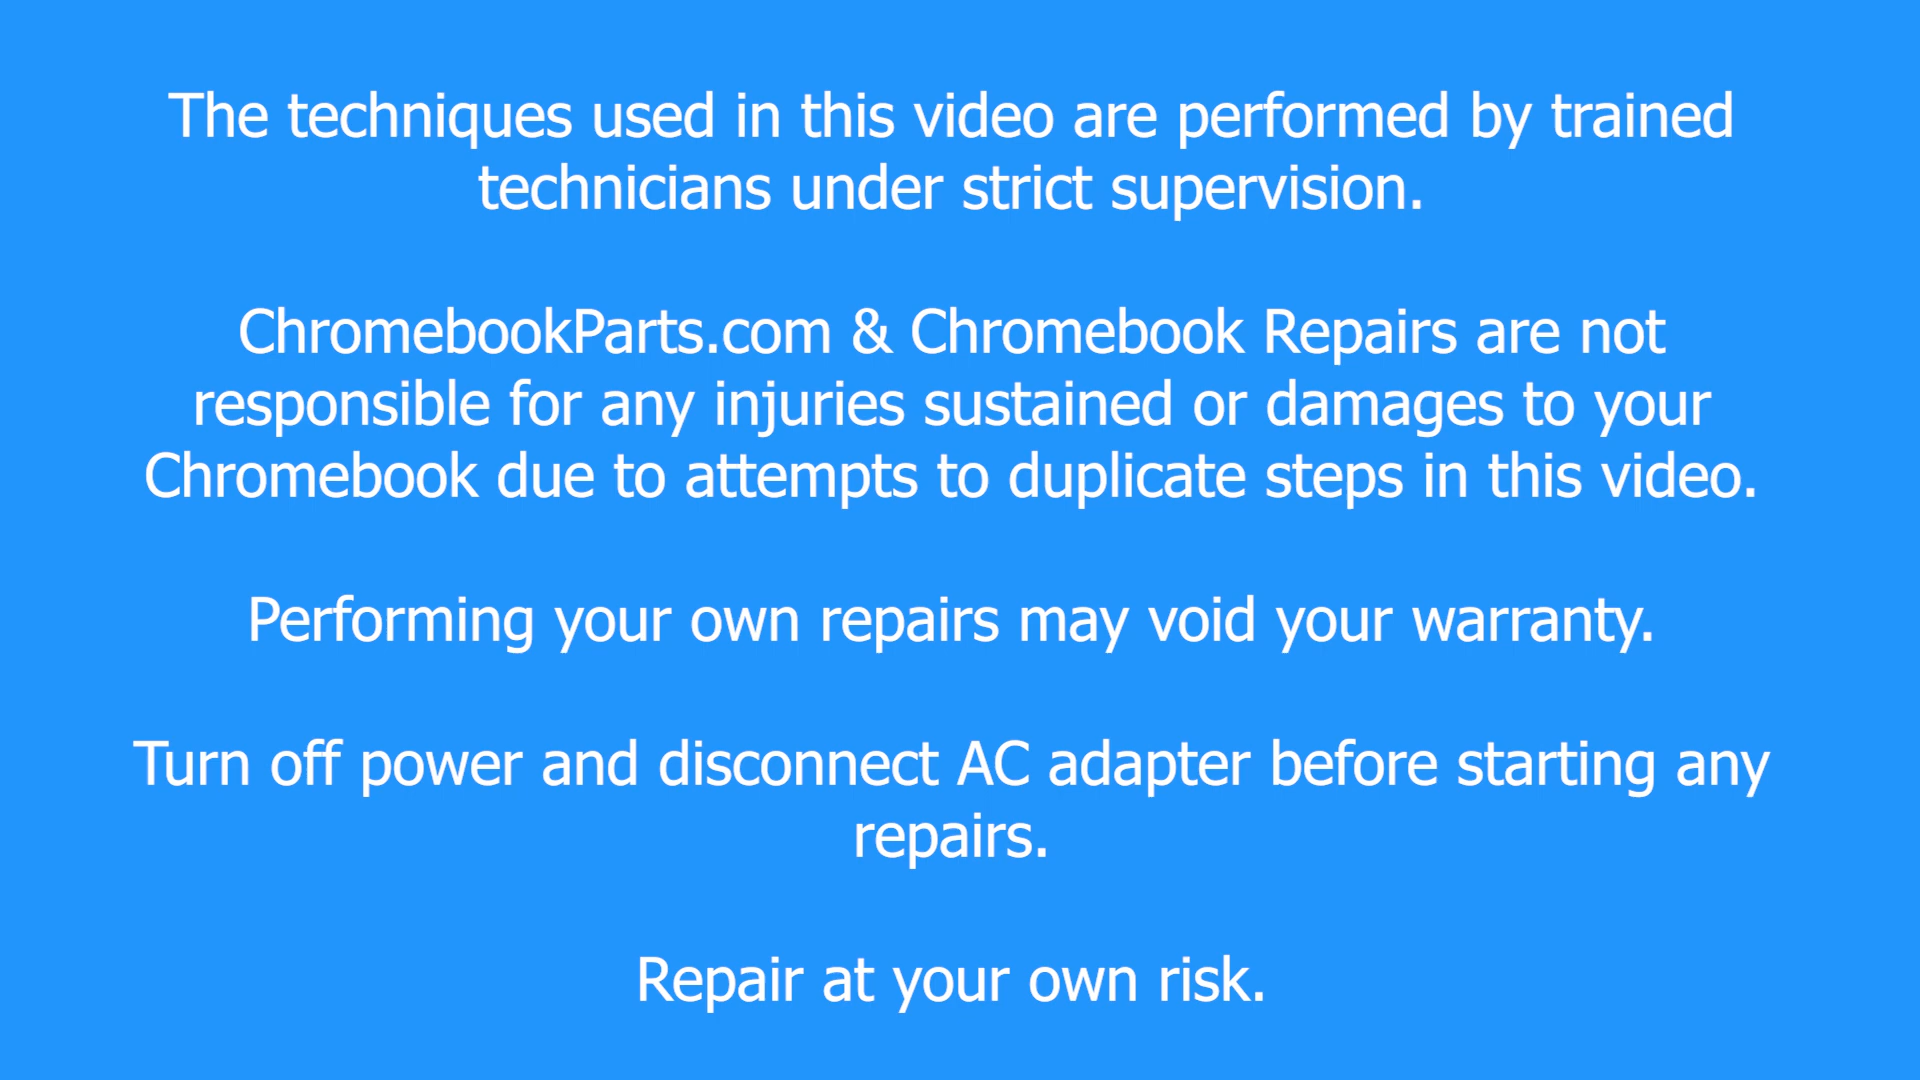 The techniques used in this video are performed by trained
technicians under strict supervision.
ChromebookParts.com & Chromebook Repairs are not
responsible for any injuries sustained or damages to your
Chromebook due to attempts to duplicate steps in this video.
Performing your own repairs may void your warranty.
Turn off power and disconnect AC adapter before starting any
repairs.
Repair at your own risk.